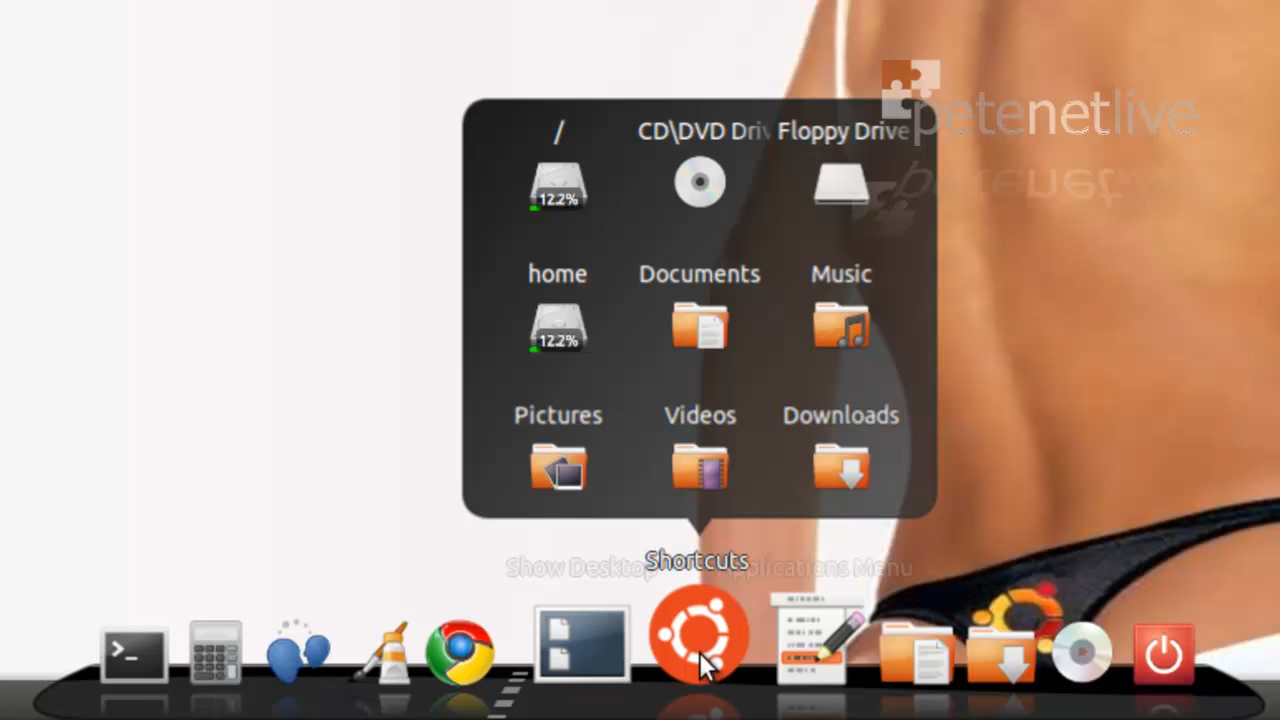 petenetlive
/
CD\DVD Driv
Floppy Drive
12.2%
home
Documents
Music
12.2%
Pictures
Videos
Downloads
Show Desktop
Shortcuts
Applications Menu
>_